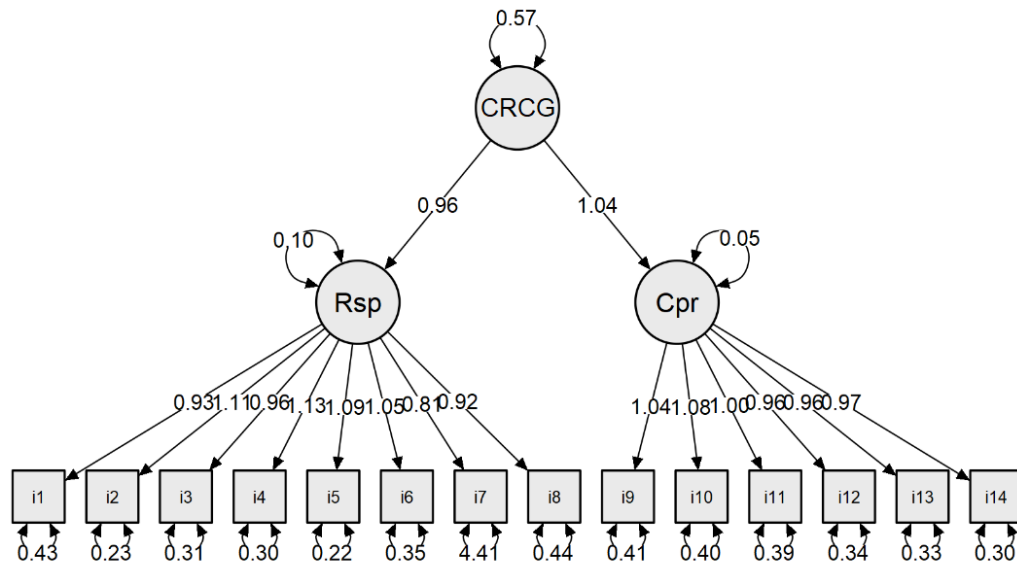 0.57
CRCG
0.96 1.04
0.10 0.05
Rsp Cpr
0.93 1.11 0.96 1.13 1.09 1.05 0.81 0.92 1.04 1.08 1.00 0.96 0.96 0.97
i1 i2 i3 i4 i5 i6 i7 i8 i9 i10 i11 i12 i13 i14
0.43 0.23 0.31 0.30 0.22 0.35 4.41 0.44 0.41 0.40 0.39 0.34 0.33 0.30